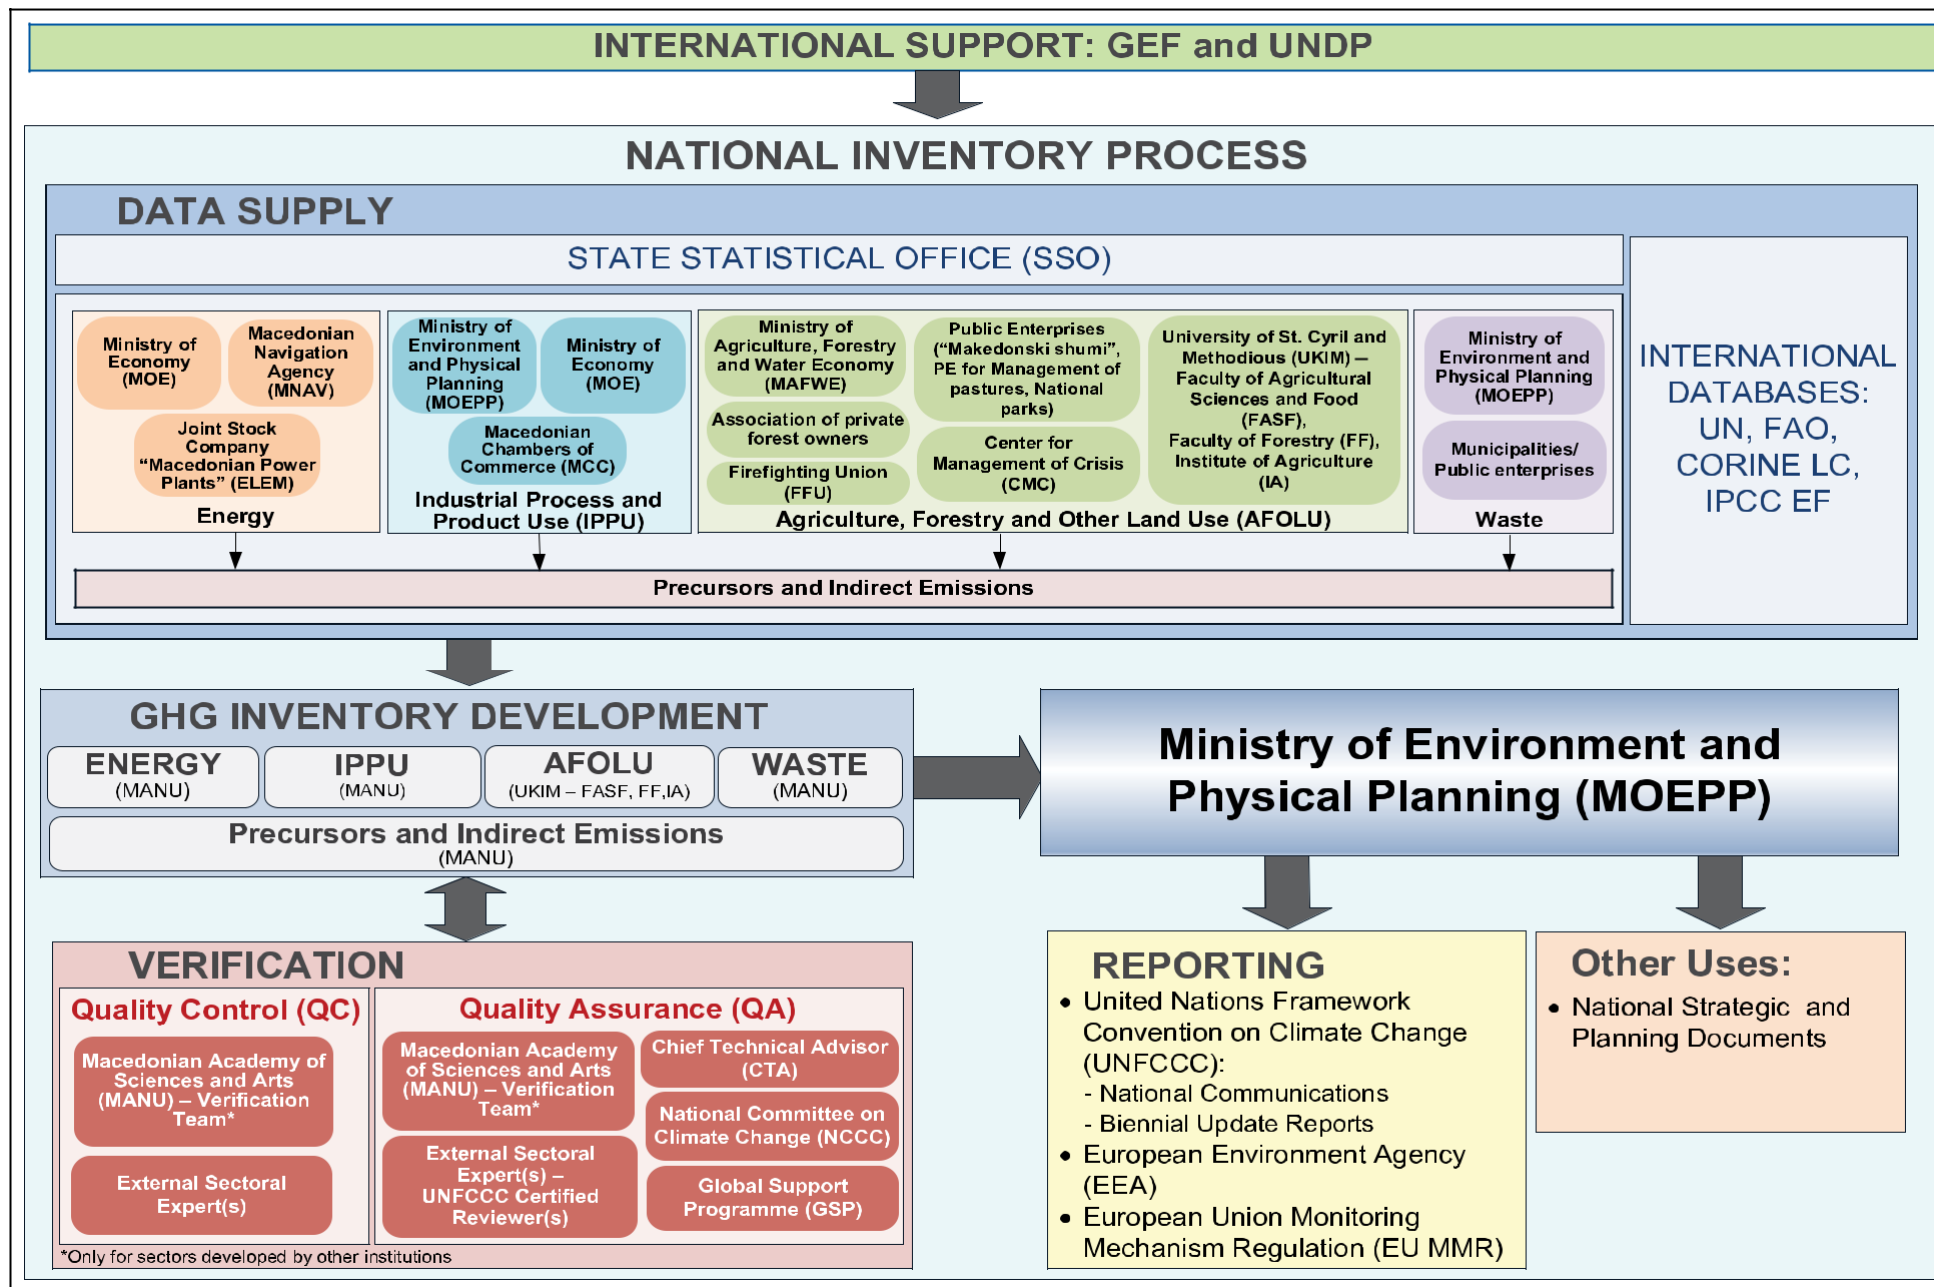 INTERNATIONAL SUPPORT: GEF and UNDP
NATIONAL INVENTORY PROCESS
DATA SUPPLY
STATE STATISTICAL OFFICE (SSO)
Ministry of
Economy
(MOE)
Macedonian
Navigation
Agency
(MNAV)
Joint Stock
Company
“Macedonian Power
Plants” (ELEM)
Energy
Ministry of
Environment
and Physical
Planning
(MOEPP)
Ministry of
Economy
(MOE)
Macedonian
Chambers of
Commerce (MCC)
Industrial Process and
Product Use (IPPU)
Ministry of
Agriculture, Forestry
and Water Economy
(MAFWE)
Association of private
forest owners
Firefighting Union
(FFU)
Public Enterprises
(“Makedonski shumi”,
PE for Management of
pastures, National
parks)
Center for
Management of Crisis
(CMC)
University of St. Cyril and
Methodious (UKIM) –
Faculty of Agricultural
Sciences and Food
(FASF),
Faculty of Forestry (FF),
Institute of Agriculture
(IA)
Agriculture, Forestry and Other Land Use (AFOLU)
Ministry of
Environment and
Physical Planning
(MOEPP)
Municipalities/
Public enterprises
Waste
Precursors and Indirect Emissions
INTERNATIONAL
DATABASES:
UN, FAO,
CORINE LC,
IPCC EF
GHG INVENTORY DEVELOPMENT
ENERGY
(MANU)
IPPU
(MANU)
AFOLU
(UKIM – FASF, FF,IA)
WASTE
(MANU)
Precursors and Indirect Emissions
(MANU)
Ministry of Environment and
Physical Planning (MOEPP)
VERIFICATION
Quality Control (QC)
Macedonian Academy of
Sciences and Arts
(MANU) – Verification
Team*
External Sectoral
Expert(s)
Quality Assurance (QA)
Macedonian Academy
of Sciences and Arts
(MANU) – Verification
Team*
External Sectoral
Expert(s) –
UNFCCC Certified
Reviewer(s)
Chief Technical Advisor
(CTA)
National Committee on
Climate Change (NCCC)
Global Support
Programme (GSP)
*Only for sectors developed by other institutions
REPORTING
• United Nations Framework
Convention on Climate Change
(UNFCCC):
- National Communications
- Biennial Update Reports
• European Environment Agency
(EEA)
• European Union Monitoring
Mechanism Regulation (EU MMR)
Other Uses:
• National Strategic and
Planning Documents